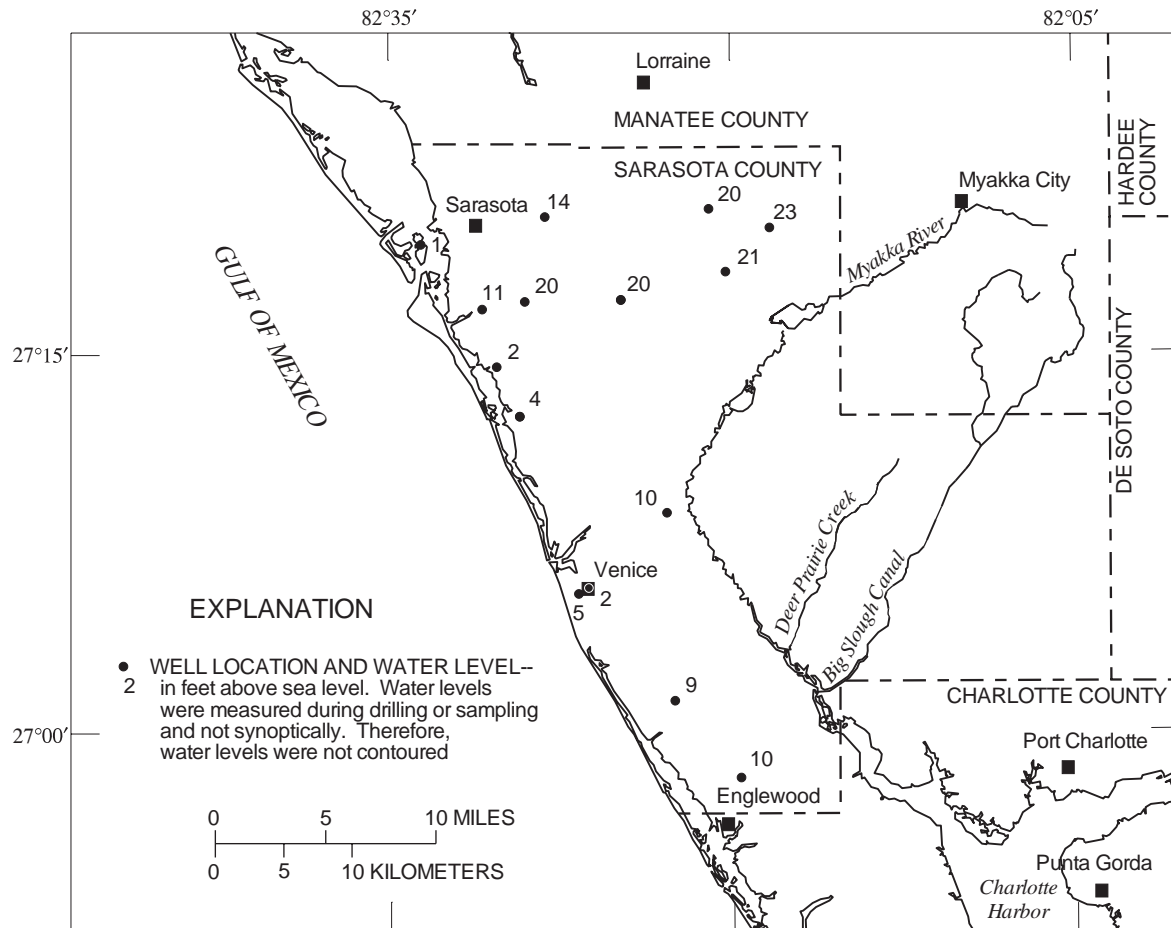 82°35′
82°05′
Lorraine
MANATEE COUNTY
HARDEE
COUNTY
SARASOTA COUNTY
Myakka City
Sarasota
14
20
23
1
Myakka River
21
GULF OF MEXICO
11
20
20
27°15′
2
4
DE SOTO COUNTY
10
Deer Prairie Creek
Big Slough Canal
Venice
5
2
EXPLANATION
WELL LOCATION AND WATER LEVEL--
2
in feet above sea level. Water levels
were measured during drilling or sampling
and not synoptically. Therefore,
water levels were not contoured
9
CHARLOTTE COUNTY
27°00′
Port Charlotte
10
Englewood
0 5 10 MILES
0 5 10 KILOMETERS
Punta Gorda
Charlotte
Harbor